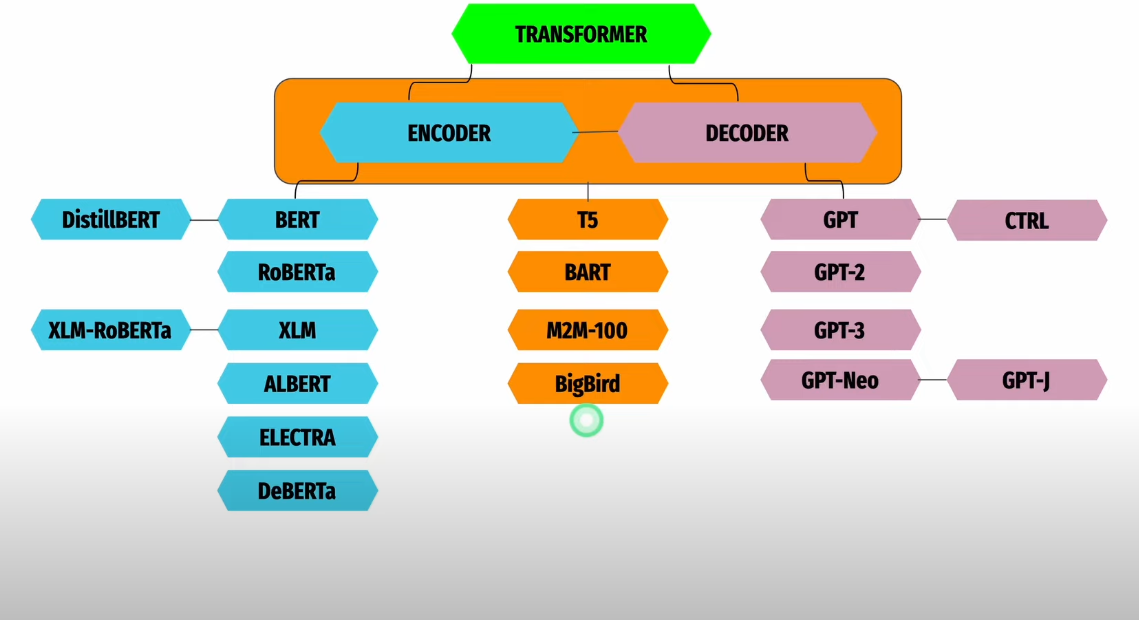 TRANSFORMER
ENCODER
DECODER
DistillBERT
BERT
T5
GPT
CTRL
RoBERTa
BART
GPT-2
XLM-RoBERTa
XLM
M2M-100
GPT-3
ALBERT
BigBird
GPT-Neo
GPT-J
ELECTRA
DeBERTa